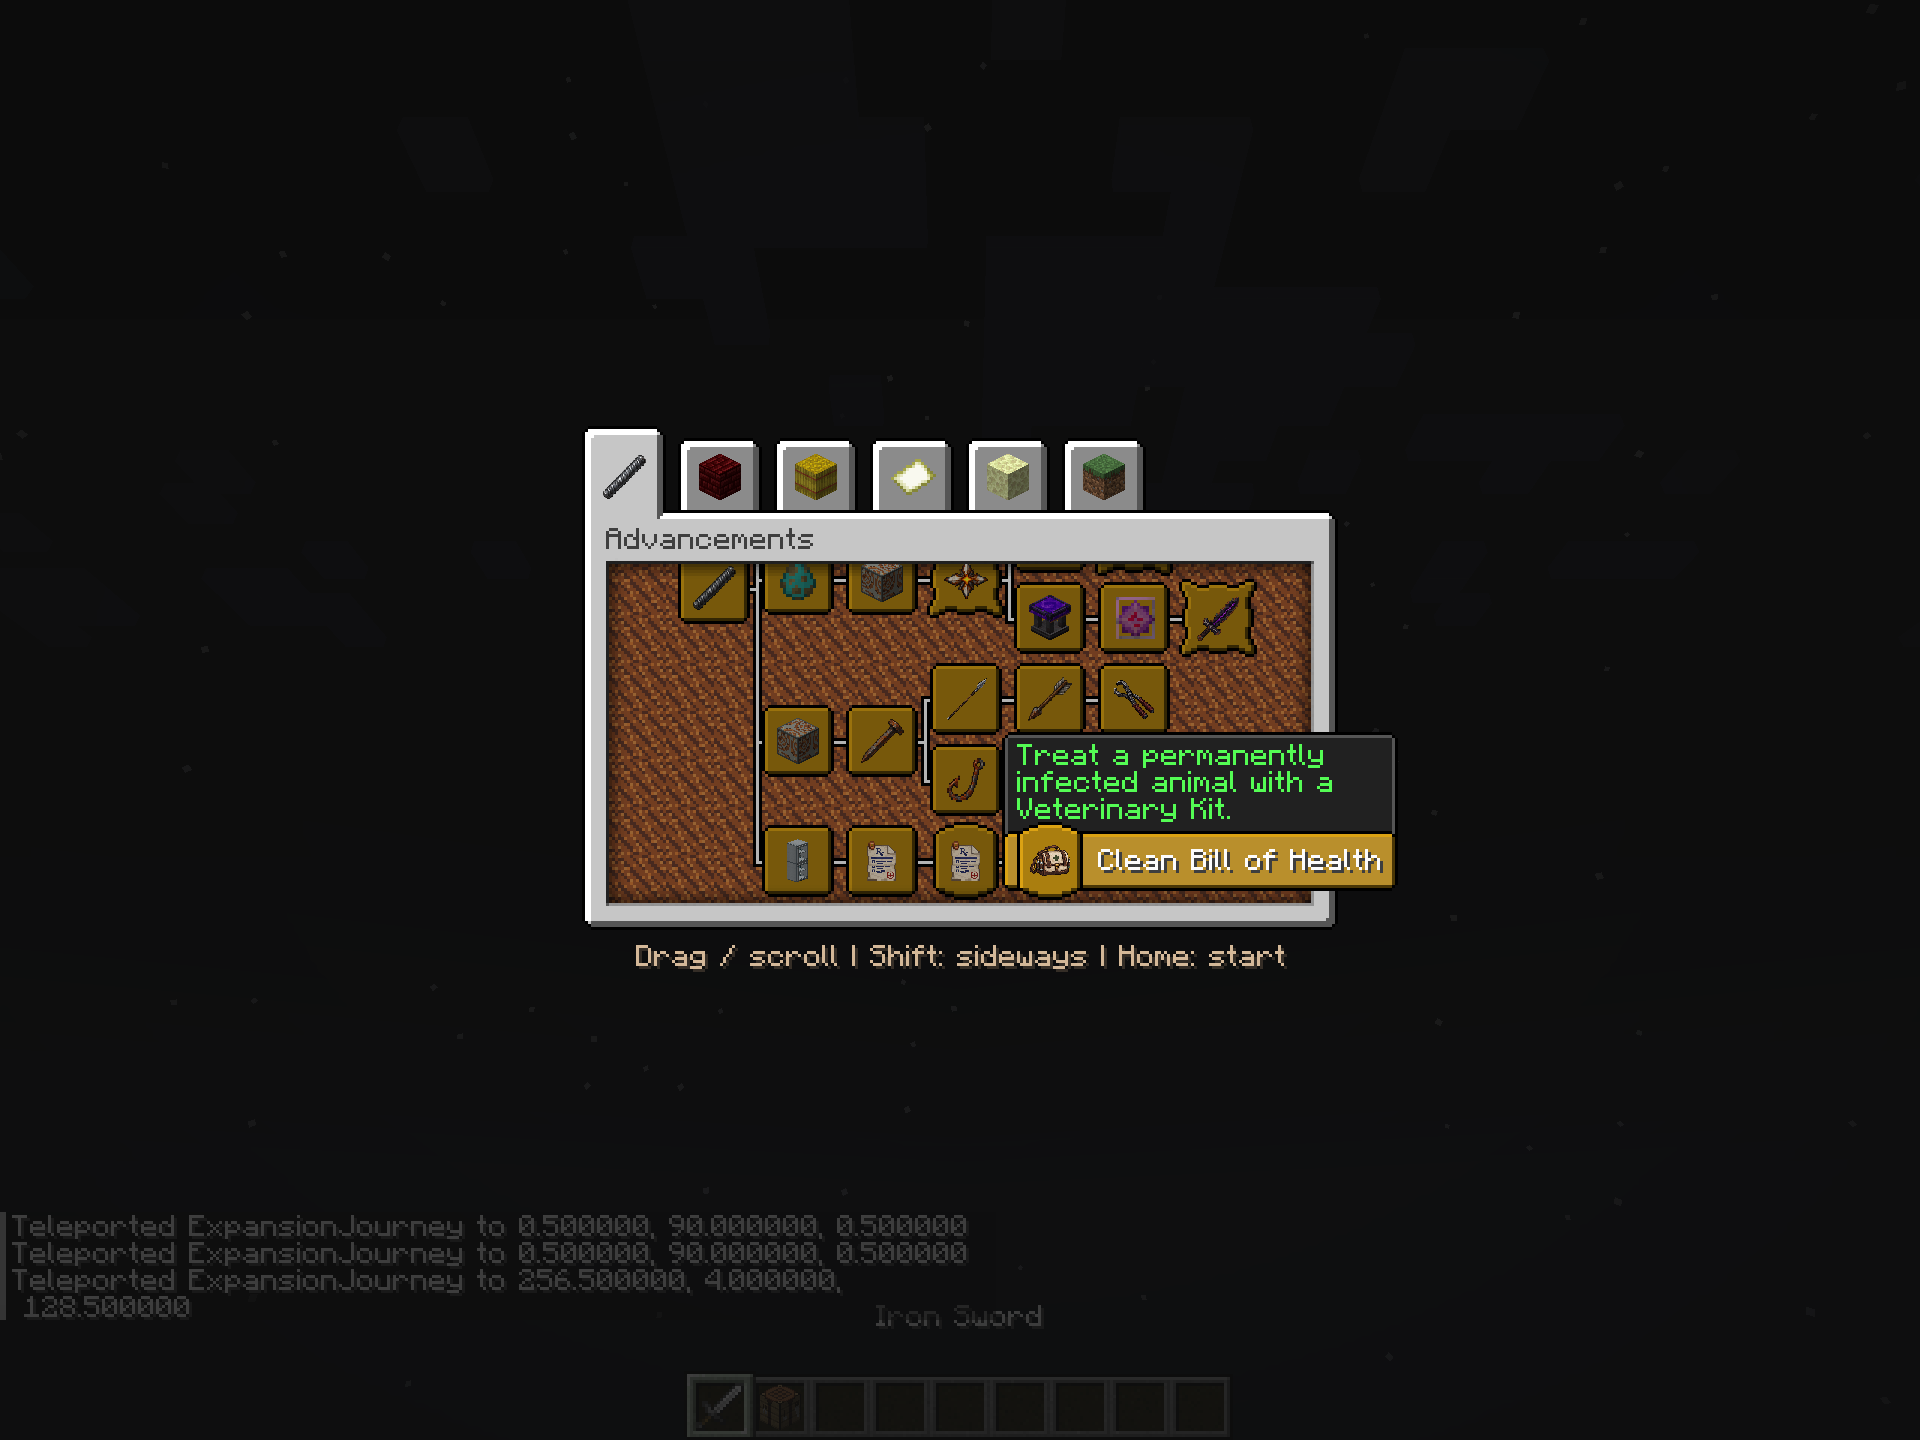 Advancements
Treat a permanently
infected animal with a
Veterinary Kit.
Clean Bill of Health
Drag / scroll | Shift: sideways | Home: start
Teleported ExpansionJourney to 0.500000, 90.000000, 0.500000
Teleported ExpansionJourney to 0.500000, 90.000000, 0.500000
Teleported ExpansionJourney to 256.500000, 4.000000,
128.500000
Iron Sword